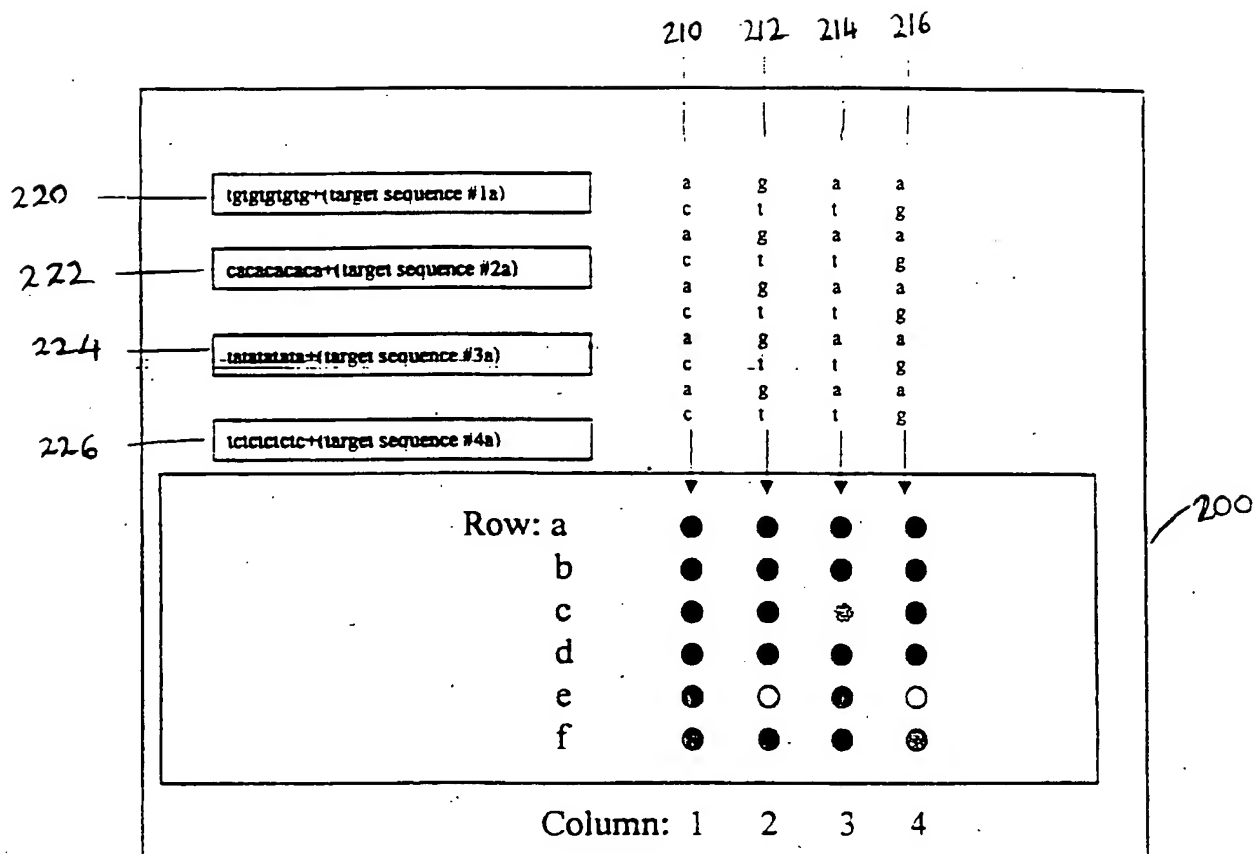 210 212 214 216
220 tgtgtgtgtg+(target sequence #1a)
222 cacacacaca+(target sequence #2a)
224 tatatatata+(target sequence #3a)
226 tctctctctc+(target sequence #4a)
a g a a
c t t g
a g a a
c t t g
a g a a
c t t g
a g a a
c t t g
a g a a
c t t g
200
Row: a
b
c
d
e
f
Column: 1 2 3 4